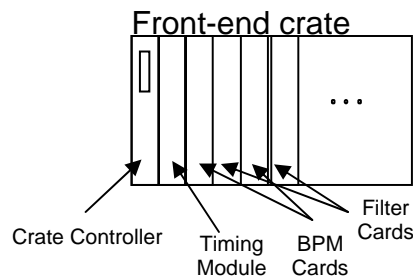 Front-end crate
...
Crate Controller
Timing
Module
BPM
Cards
Filter
Cards